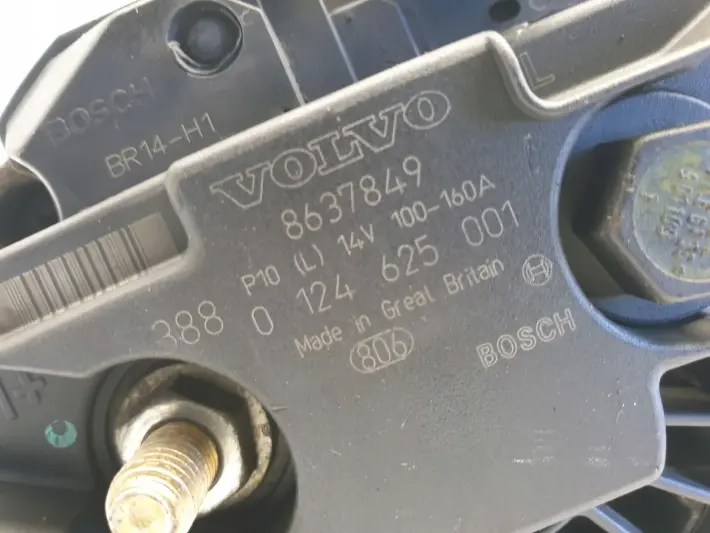 BOSCH
BR14-H1
L
VOLVO
8637849
P10 (L) 14V 100-160A
388 0 124 625 001
Made in Great Britain
806
BOSCH